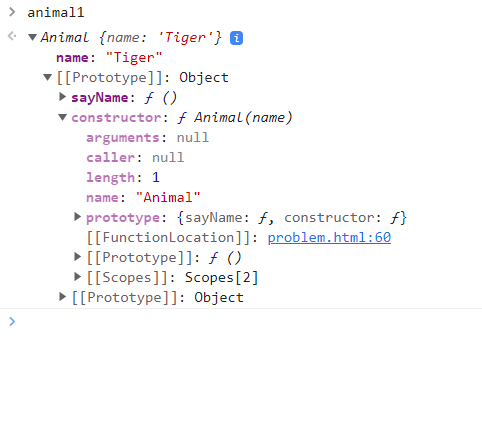 animal1
Animal {name: 'Tiger'} i
name: "Tiger"
[[Prototype]]: Object
sayName: ƒ ()
constructor: ƒ Animal(name)
arguments: null
caller: null
length: 1
name: "Animal"
prototype: {sayName: ƒ, constructor: ƒ}
[[FunctionLocation]]: problem.html:60
[[Prototype]]: ƒ ()
[[Scopes]]: Scopes[2]
[[Prototype]]: Object